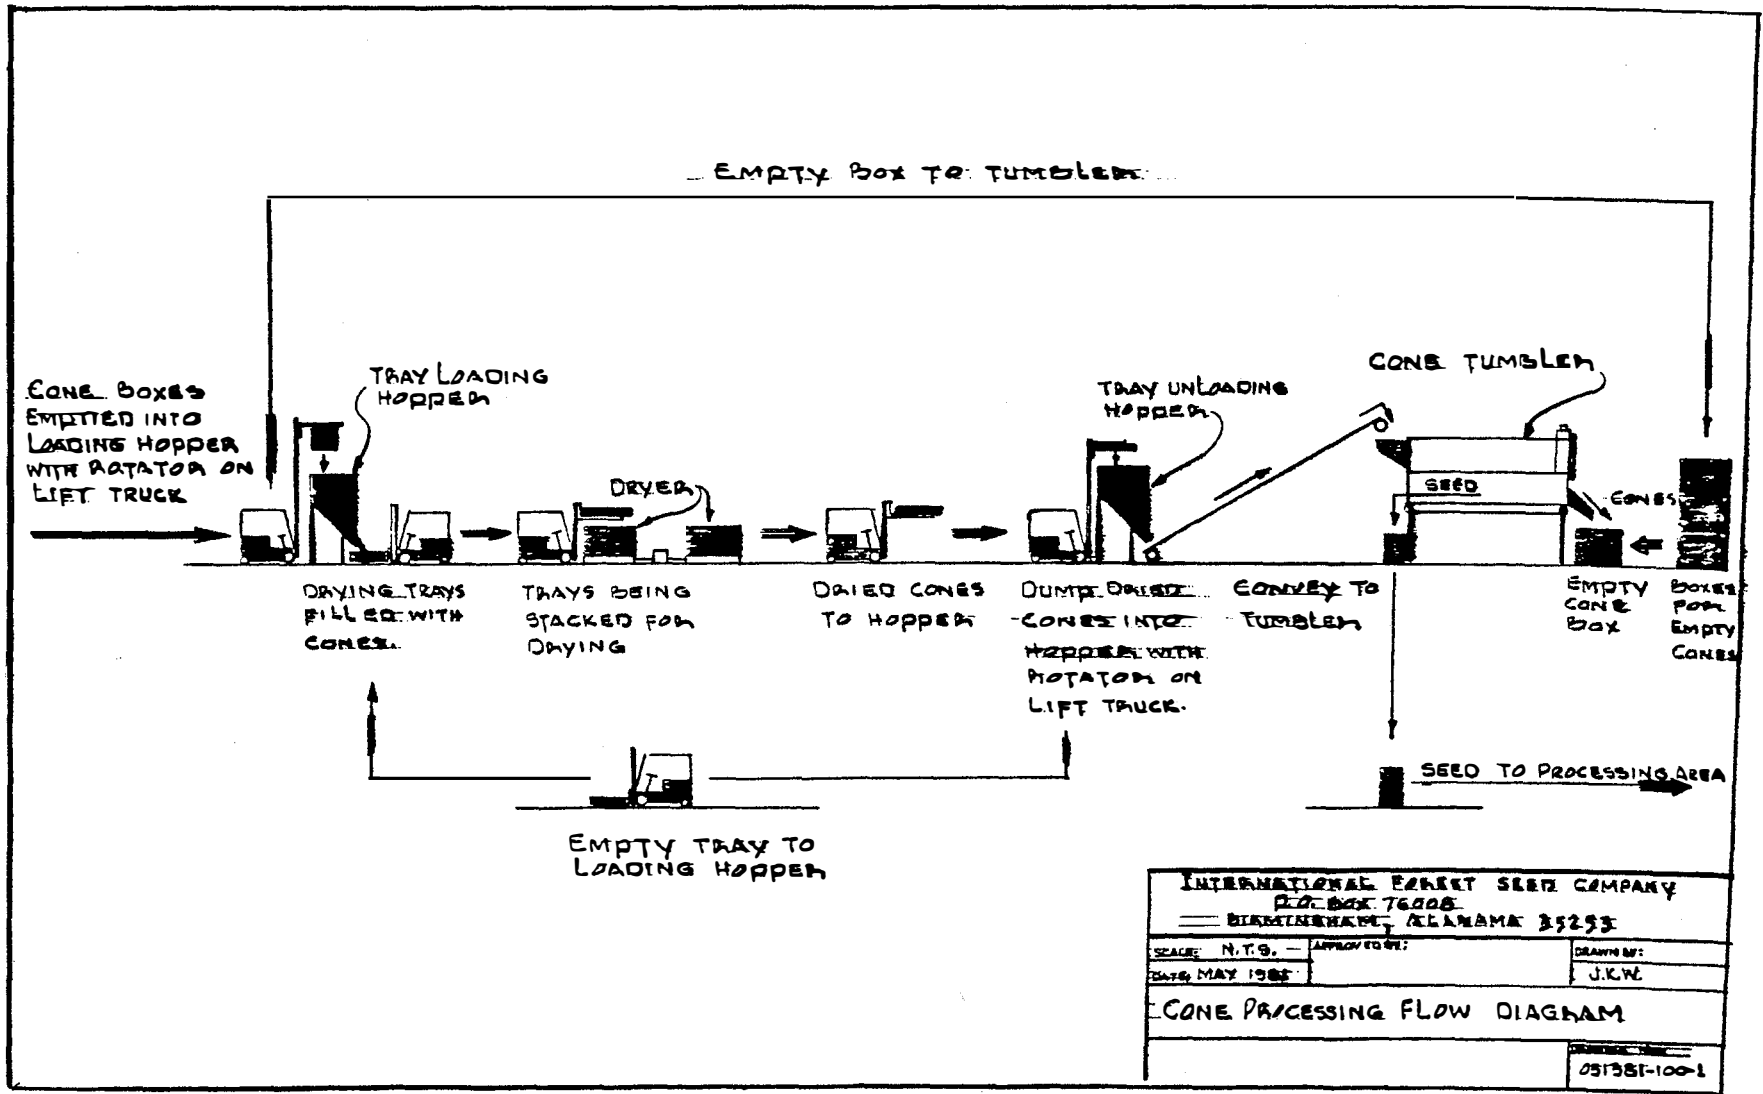 EMPTY BOX TO TUMBLER
CONE BOXES
EMPTIED INTO
LOADING HOPPER
WITH ROTATOR ON
LIFT TRUCK
TRAY LOADING
HOPPER
DRYER
TRAY UNLOADING
HOPPER
CONE TUMBLER
SEED
CONES
DRYING TRAYS
FILLED WITH
CONES.
TRAYS BEING
STACKED FOR
DRYING
DRIED CONES
TO HOPPER
DUMP DRIED
CONES INTO
HOPPER WITH
ROTATOR ON
LIFT TRUCK.
CONVEY TO
TUMBLER
EMPTY
CONE
BOX
BOXES
FOR
EMPTY
CONES
EMPTY TRAY TO
LOADING HOPPER
SEED TO PROCESSING AREA
INTERNATIONAL FOREST SEED COMPANY
P.O. BOX 76008
BIRMINGHAM, ALABAMA 35253
SCALE: N.T.S.
APPROVED BY:
DRAWN BY:
DATE: MAY 1985
J.K.W.
CONE PROCESSING FLOW DIAGRAM
-100-1